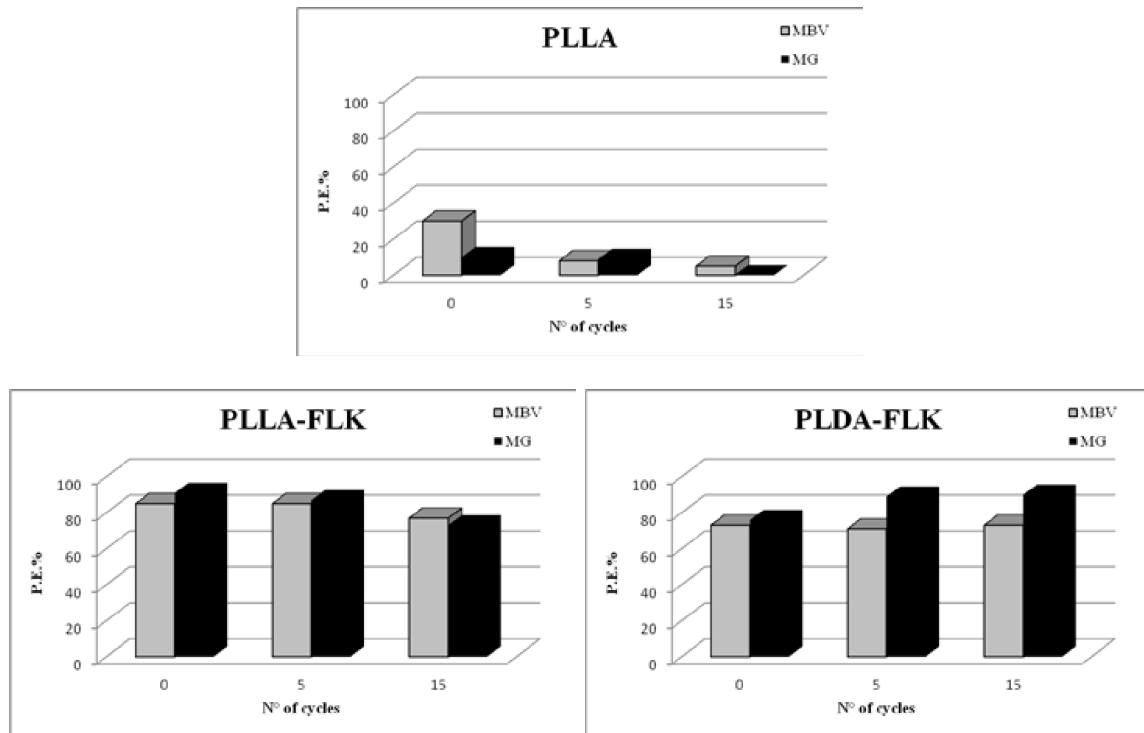 PLLA
MBV
MG
100
80
60
40
20
0
P.E.%
0 5 15
N° of cycles
PLLA-FLK
MBV
MG
100
80
60
40
20
0
P.E.%
0 5 15
N° of cycles
PLDA-FLK
MBV
MG
100
80
60
40
20
0
P.E.%
0 5 15
N° of cycles